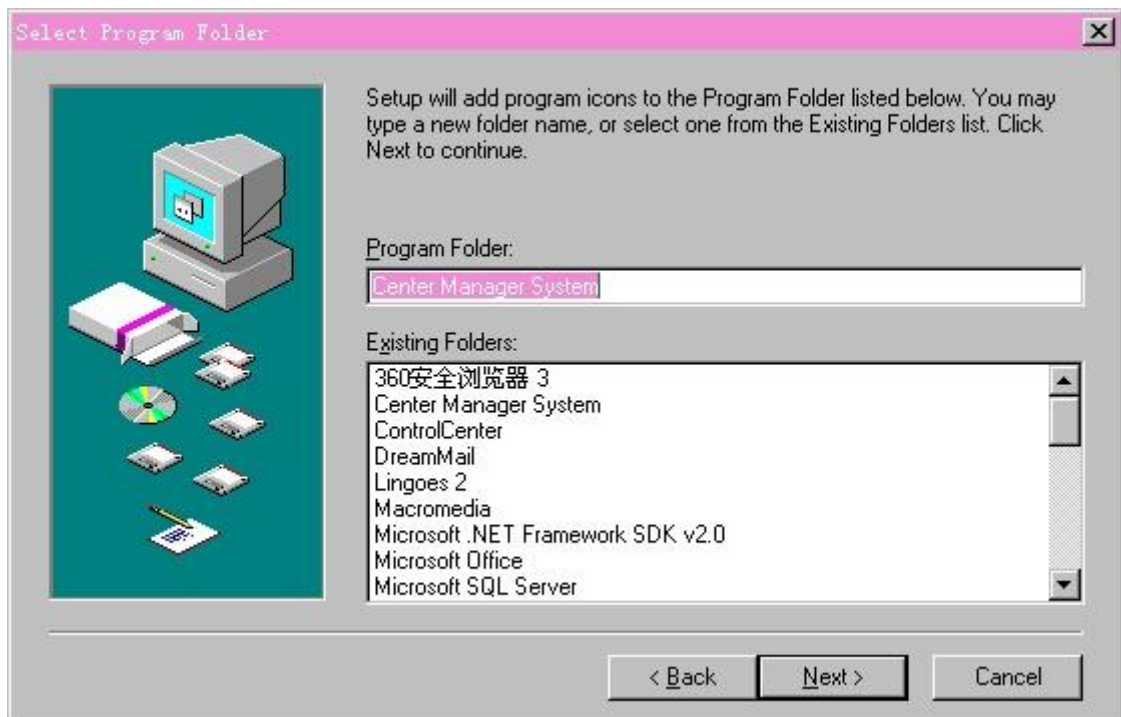 Select Program Folder
Setup will add program icons to the Program Folder listed below. You may
type a new folder name, or select one from the Existing Folders list. Click
Next to continue.
Program Folder:
Center Manager System
Existing Folders:
360安全浏览器 3
Center Manager System
ControlCenter
DreamMail
Lingoes 2
Macromedia
Microsoft .NET Framework SDK v2.0
Microsoft Office
Microsoft SQL Server
< Back
Next >
Cancel